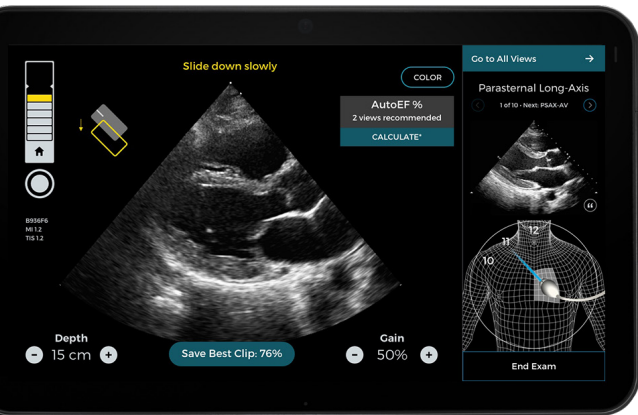 Slide down slowly
COLOR
AutoEF %
2 views recommended
CALCULATE*
B936F6
MI 1.2
TIS 1.2
Depth
15 cm
Save Best Clip: 76%
Gain
50%
Go to All Views
Parasternal Long-Axis
1 of 10 • Next: PSAX-AV
12
11
10
End Exam